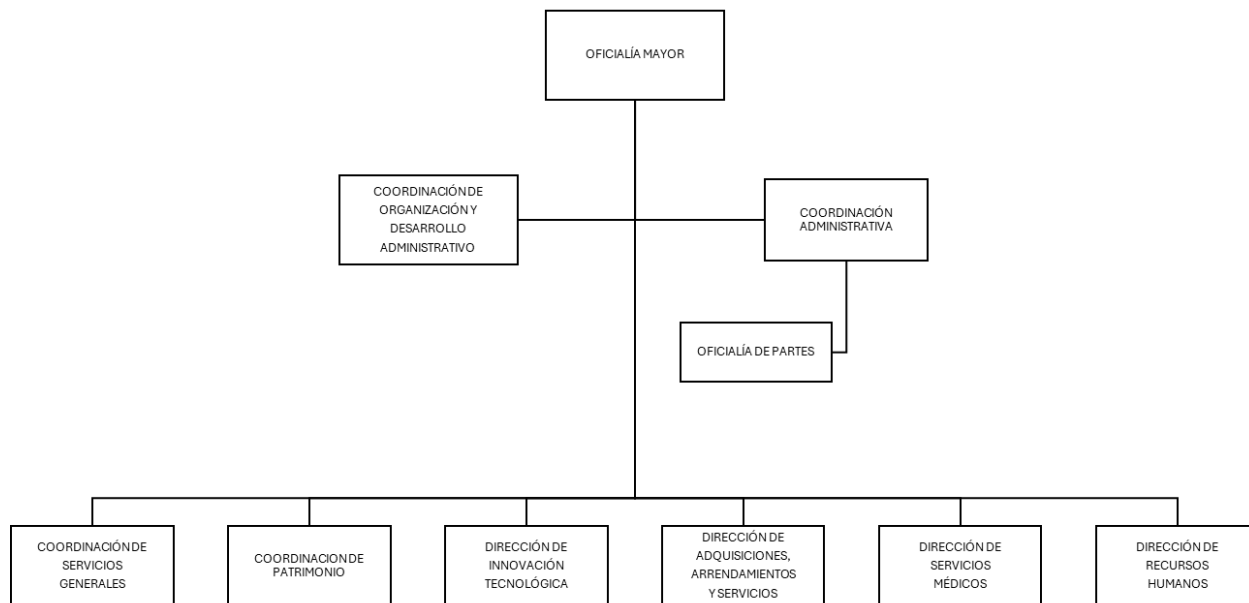 OFICIALÍA MAYOR
COORDINACIÓN DE
ORGANIZACIÓN Y
DESARROLLO
ADMINISTRATIVO
COORDINACIÓN
ADMINISTRATIVA
OFICIALÍA DE PARTES
COORDINACIÓN DE
SERVICIOS
GENERALES
COORDINACION DE
PATRIMONIO
DIRECCIÓN DE
INNOVACIÓN
TECNOLÓGICA
DIRECCIÓN DE
ADQUISICIONES,
ARRENDAMIENTOS
Y SERVICIOS
DIRECCIÓN DE
SERVICIOS
MÉDICOS
DIRECCIÓN DE
RECURSOS
HUMANOS